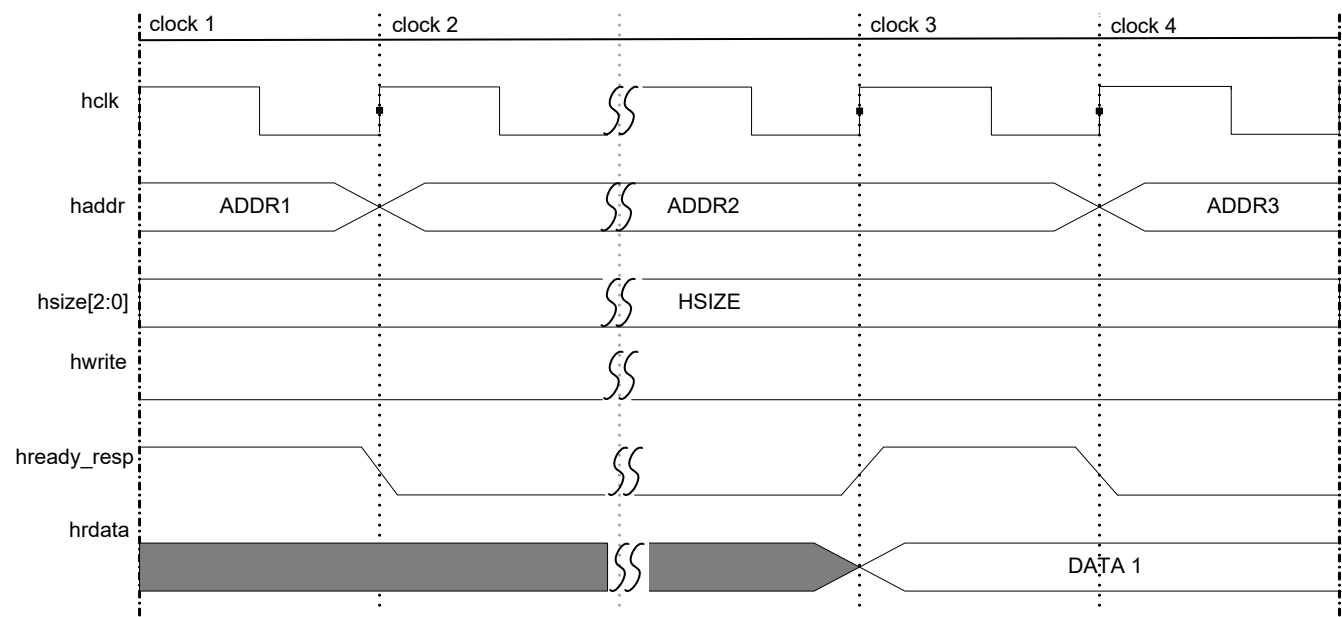 clock 1 clock 2 clock 3 clock 4
hclk
haddr ADDR1 ADDR2 ADDR3
hsize[2:0] HSIZE
hwrite
hready_resp
hrdata
DATA 1